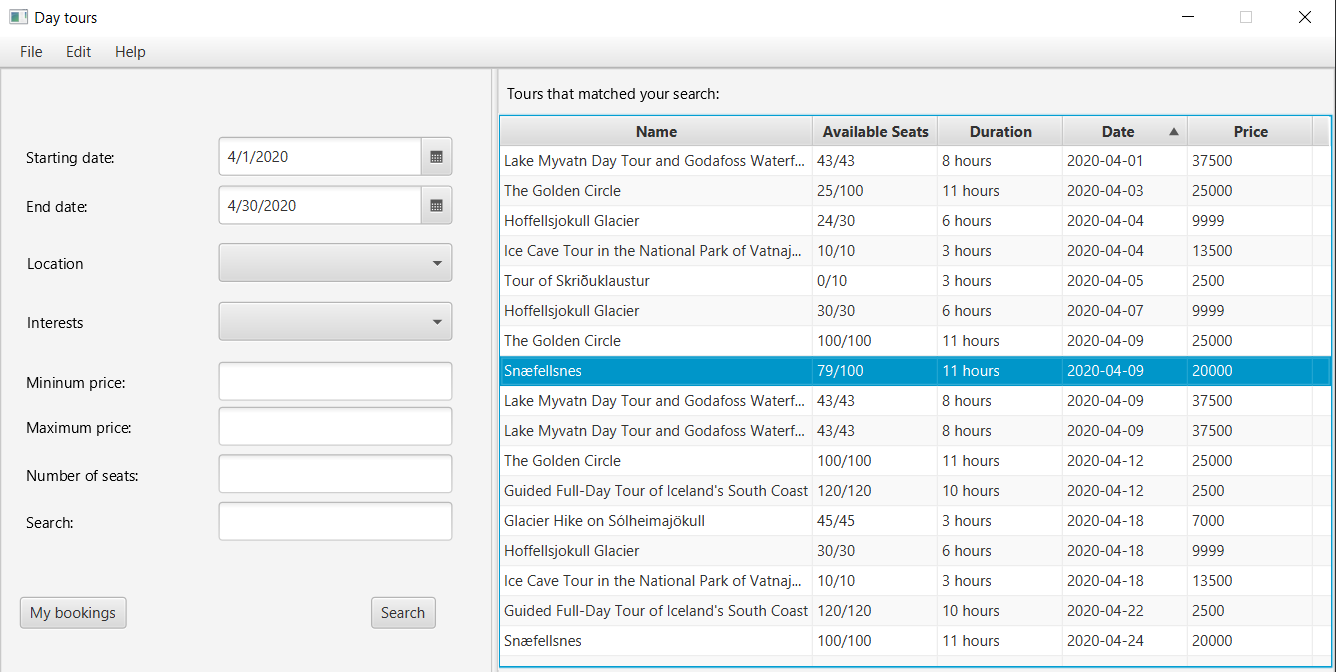 Day tours
File Edit Help
Starting date: 4/1/2020
End date: 4/30/2020
Location
Interests
Mininum price:
Maximum price:
Number of seats:
Search:
My bookings Search
Tours that matched your search:
Name Available Seats Duration Date Price
Lake Myvatn Day Tour and Godafoss Waterf... 43/43 8 hours 2020-04-01 37500
The Golden Circle 25/100 11 hours 2020-04-03 25000
Hoffellsjokull Glacier 24/30 6 hours 2020-04-04 9999
Ice Cave Tour in the National Park of Vatnaj... 10/10 3 hours 2020-04-04 13500
Tour of Skriðuklaustur 0/10 3 hours 2020-04-05 2500
Hoffellsjokull Glacier 30/30 6 hours 2020-04-07 9999
The Golden Circle 100/100 11 hours 2020-04-09 25000
Snæfellsnes 79/100 11 hours 2020-04-09 20000
Lake Myvatn Day Tour and Godafoss Waterf... 43/43 8 hours 2020-04-09 37500
Lake Myvatn Day Tour and Godafoss Waterf... 43/43 8 hours 2020-04-09 37500
The Golden Circle 100/100 11 hours 2020-04-12 25000
Guided Full-Day Tour of Iceland's South Coast 120/120 10 hours 2020-04-12 2500
Glacier Hike on Sólheimajökull 45/45 3 hours 2020-04-18 7000
Hoffellsjokull Glacier 30/30 6 hours 2020-04-18 9999
Ice Cave Tour in the National Park of Vatnaj... 10/10 3 hours 2020-04-18 13500
Guided Full-Day Tour of Iceland's South Coast 120/120 10 hours 2020-04-22 2500
Snæfellsnes 100/100 11 hours 2020-04-24 20000